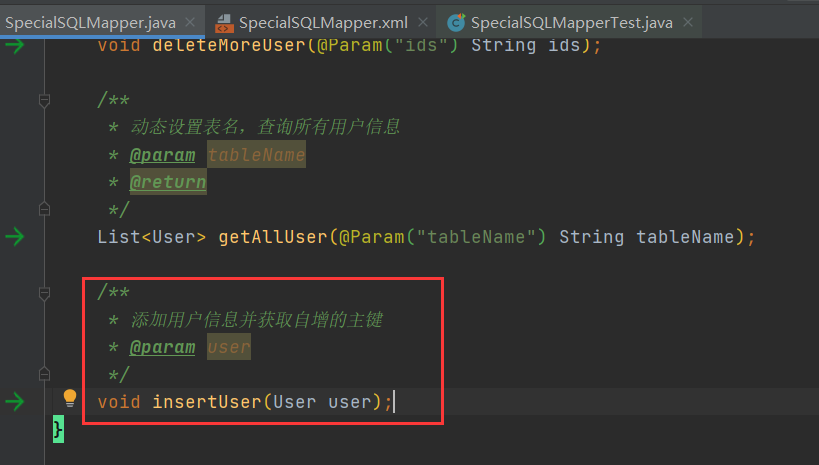 SpecialSQLMapper.java × SpecialSQLMapper.xml × SpecialSQLMapperTest.java ×
void deleteMoreUser(@Param("ids") String ids);
/**
* 动态设置表名，查询所有用户信息
* @param tableName
* @return
*/
List<User> getAllUser(@Param("tableName") String tableName);
/**
* 添加用户信息并获取自增的主键
* @param user
*/
void insertUser(User user);
}